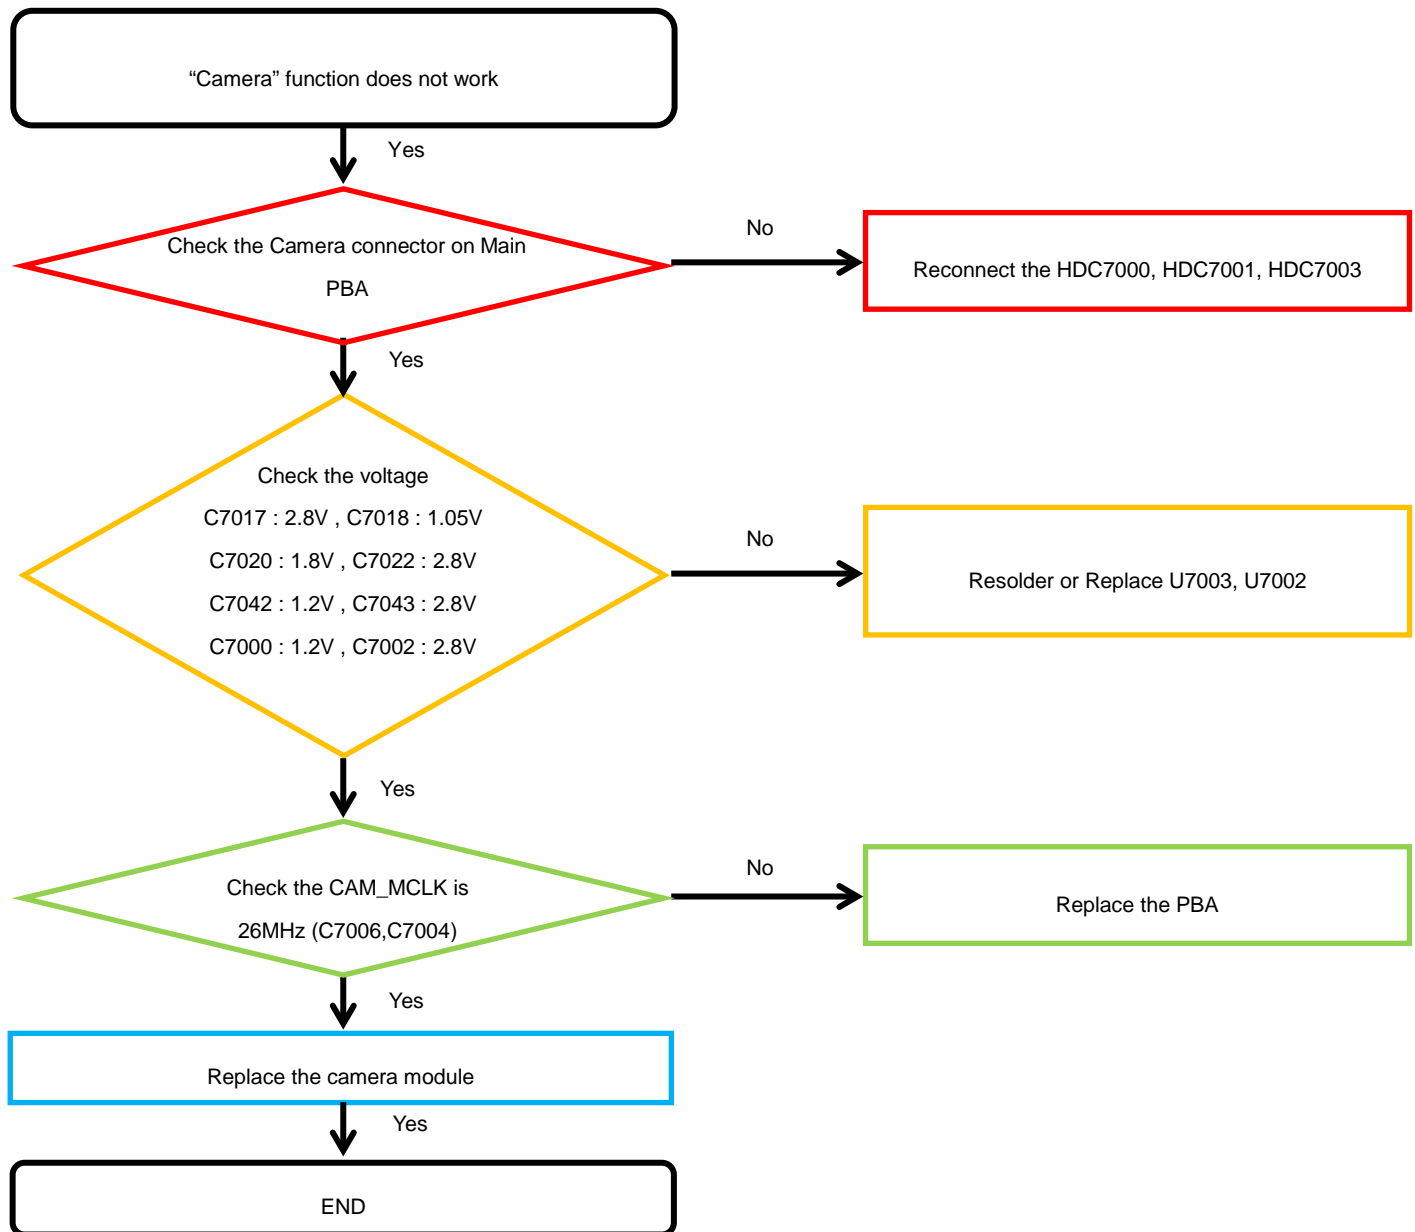 “Camera” function does not work
Yes
Check the Camera connector on Main
PBA
No
Reconnect the HDC7000, HDC7001, HDC7003
Yes
Check the voltage
C7017 : 2.8V , C7018 : 1.05V
C7020 : 1.8V , C7022 : 2.8V
C7042 : 1.2V , C7043 : 2.8V
C7000 : 1.2V , C7002 : 2.8V
No
Resolder or Replace U7003, U7002
Yes
Check the CAM_MCLK is
26MHz (C7006,C7004)
No
Replace the PBA
Yes
Replace the camera module
Yes
END